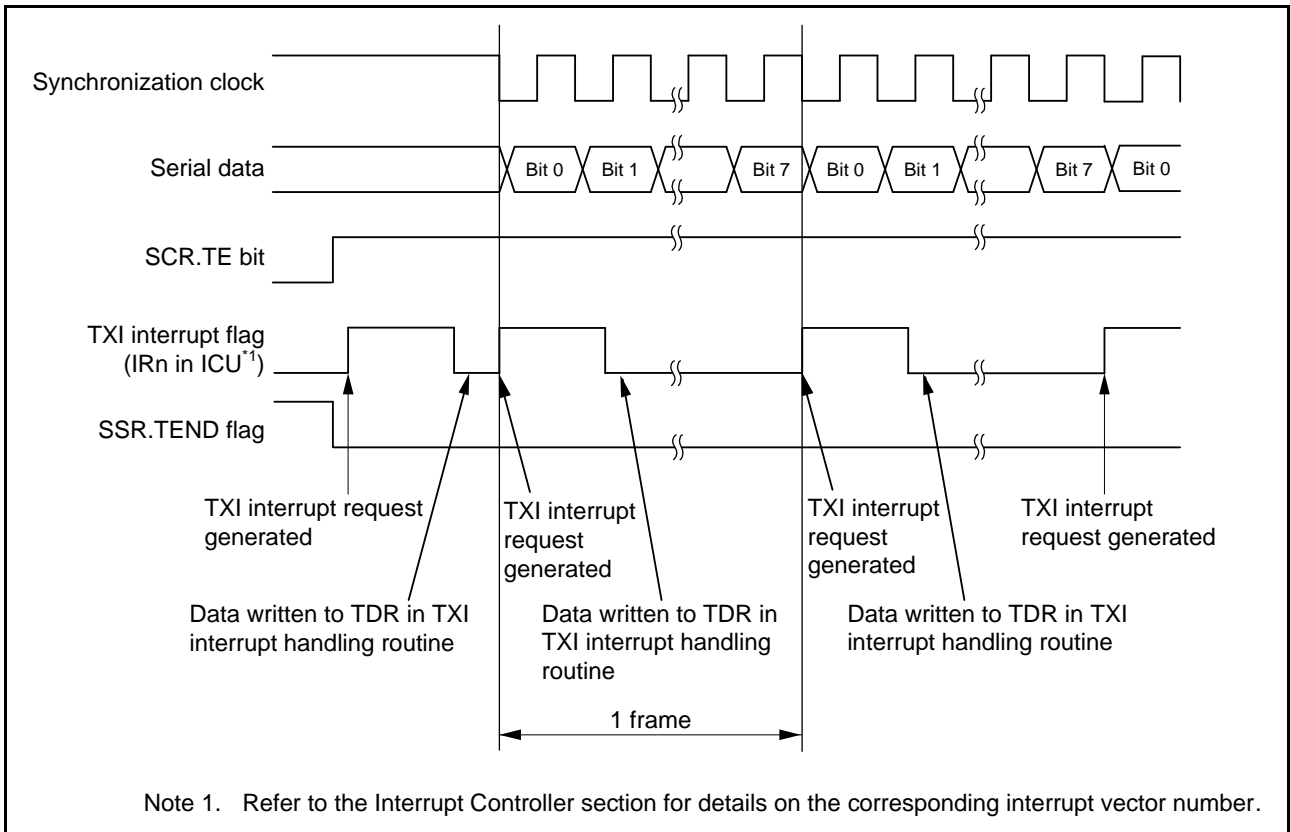 Synchronization clock
Serial data
Bit 0 Bit 1 Bit 7 Bit 0 Bit 1 Bit 7 Bit 0
SCR.TE bit
TXI interrupt flag
(IRn in ICU*1)
SSR.TEND flag
TXI interrupt request
generated
TXI interrupt
request
generated
TXI interrupt
request
generated
TXI interrupt
request generated
Data written to TDR in TXI
interrupt handling routine
Data written to TDR in
TXI interrupt handling
routine
Data written to TDR in TXI
interrupt handling routine
1 frame
Note 1. Refer to the Interrupt Controller section for details on the corresponding interrupt vector number.